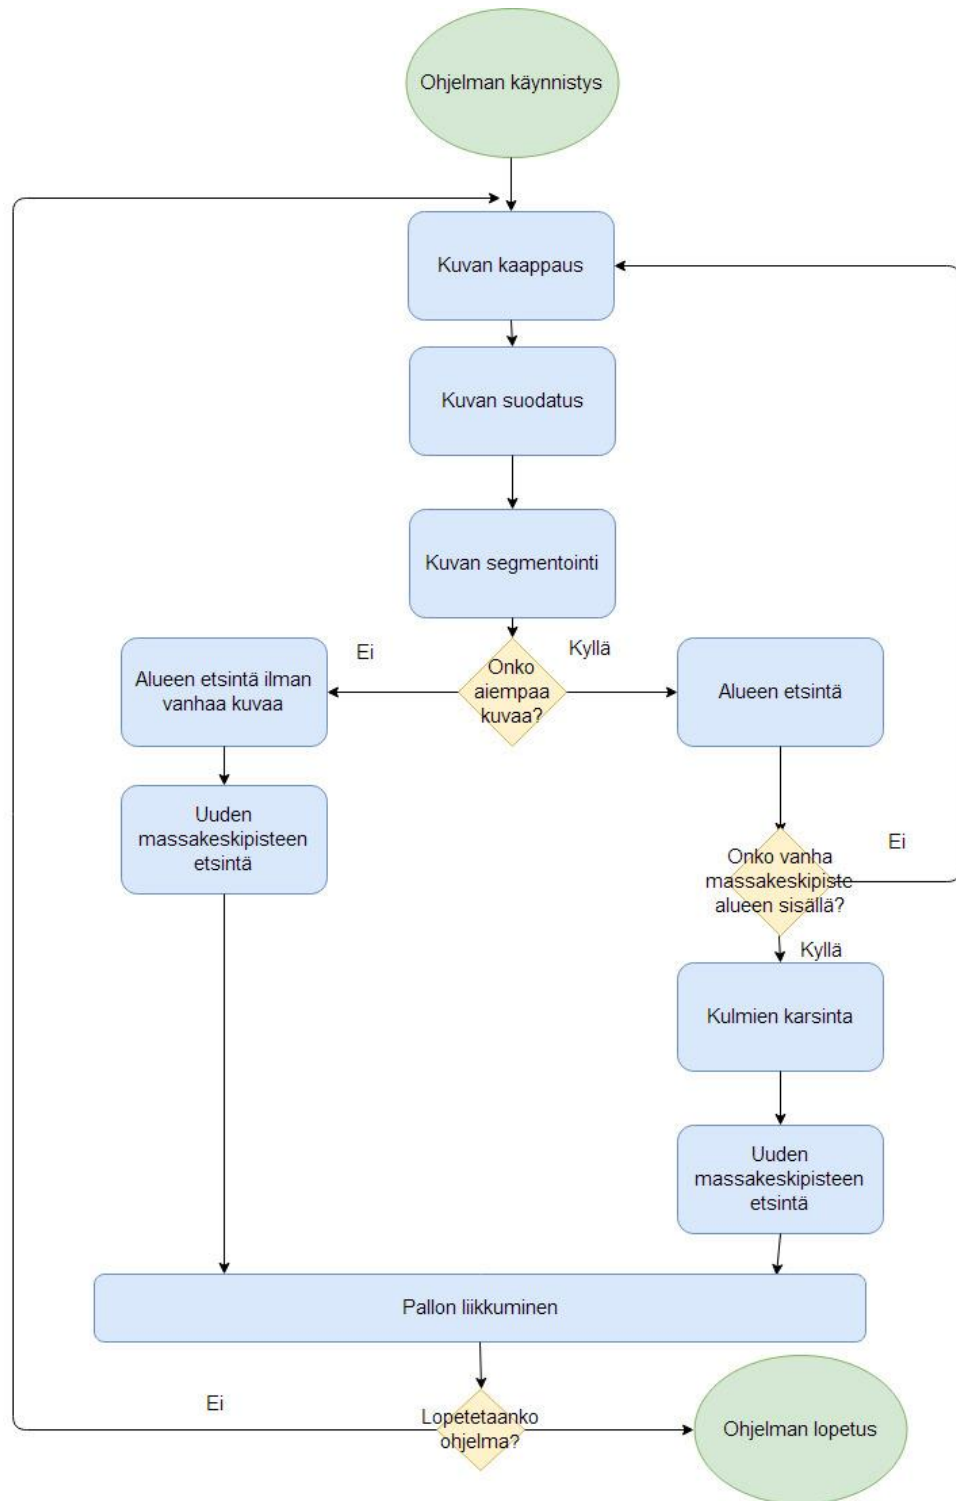 Ohjelman käynnistys
Kuvan kaappaus
Kuvan suodatus
Kuvan segmentointi
Ei
Kyllä
Onko
aiempaa
kuvaa?
Alueen etsintä ilman
vanhaa kuvaa
Alueen etsintä
Uuden
massakeskipisteen
etsintä
Onko vanha
massakeskipiste
alueen sisällä?
Ei
Kyllä
Kulmien karsinta
Uuden
massakeskipisteen
etsintä
Pallon liikkuminen
Ei
Lopetetaanko
ohjelma?
Ohjelman lopetus